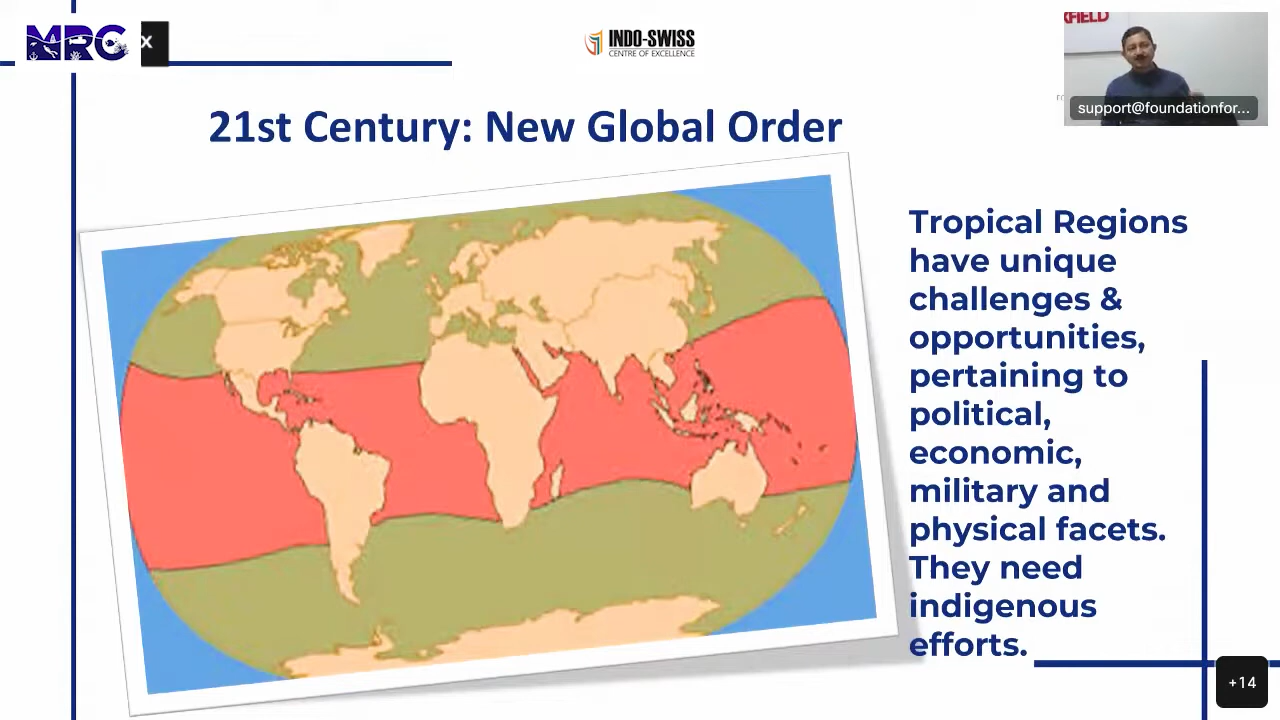 MRC
x
INDO-SWISS
CENTRE OF EXCELLENCE
XFIELD
support@foundationfor...
21st Century: New Global Order
Tropical Regions
have unique
challenges &
opportunities,
pertaining to
political,
economic,
military and
physical facets.
They need
indigenous
efforts.
+14